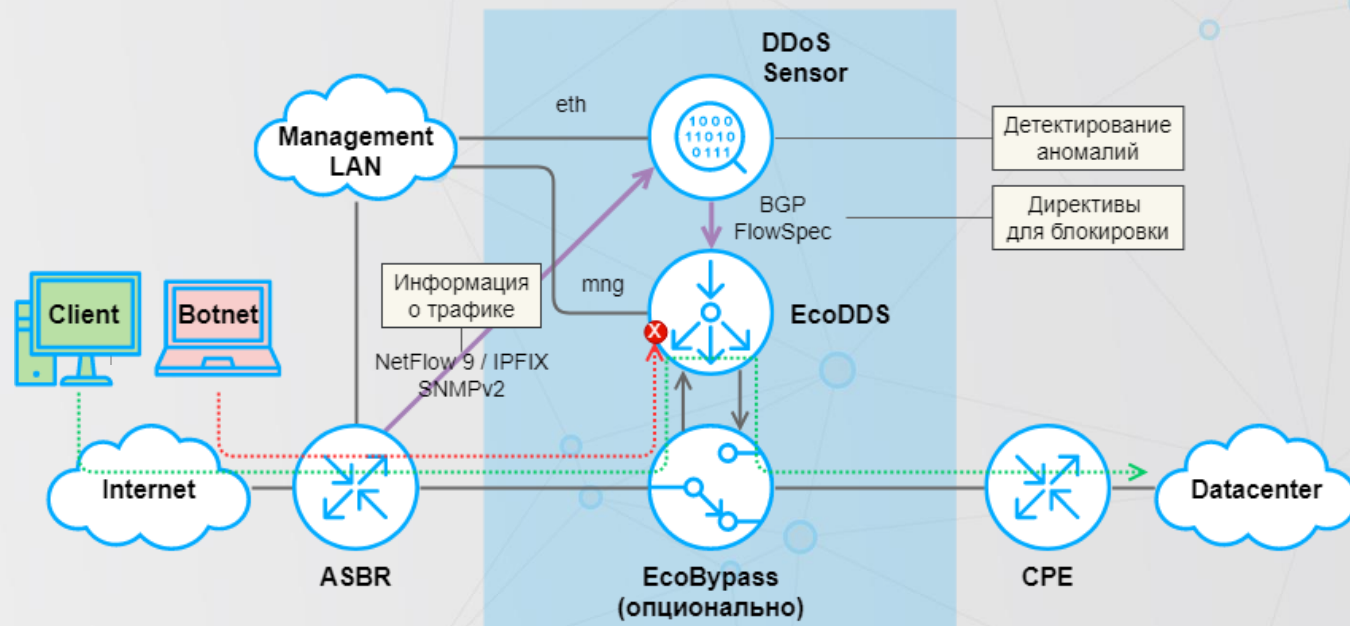 DDoS
Sensor
eth
1000
11010
0111
Management
LAN
Детектирование
аномалий
BGP
FlowSpec
Директивы
для блокировки
Информация
о трафике
mng
Client
Botnet
EcoDDS
X
NetFlow 9 / IPFIX
SNMPv2
Internet
Datacenter
ASBR
EcoBypass
(опционально)
CPE